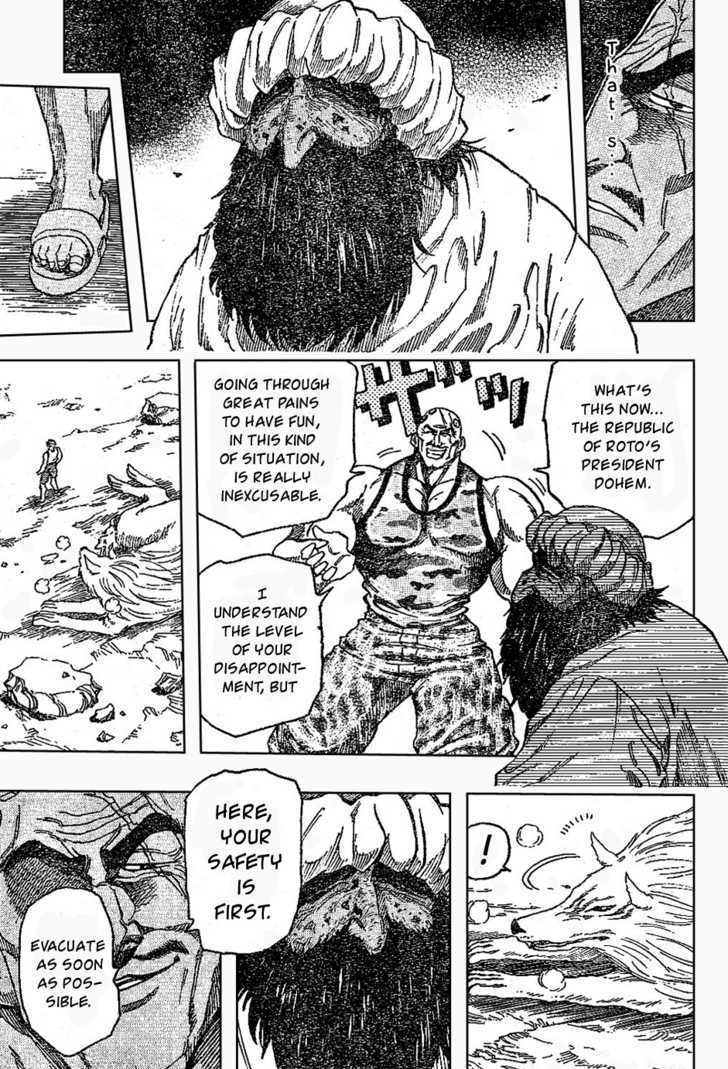 That's...
WHAT'S
THIS NOW...
THE REPUBLIC
OF ROTO'S
PRESIDENT
DOHEM.
GOING THROUGH
GREAT PAINS
TO HAVE FUN,
IN THIS KIND
OF SITUATION,
IS REALLY
INEXCUSABLE.
I
UNDERSTAND
THE LEVEL
OF YOUR
DISAPPOINT-
MENT, BUT
!
HERE,
YOUR
SAFETY
IS
FIRST.
EVACUATE
AS SOON
AS POS-
SIBLE.